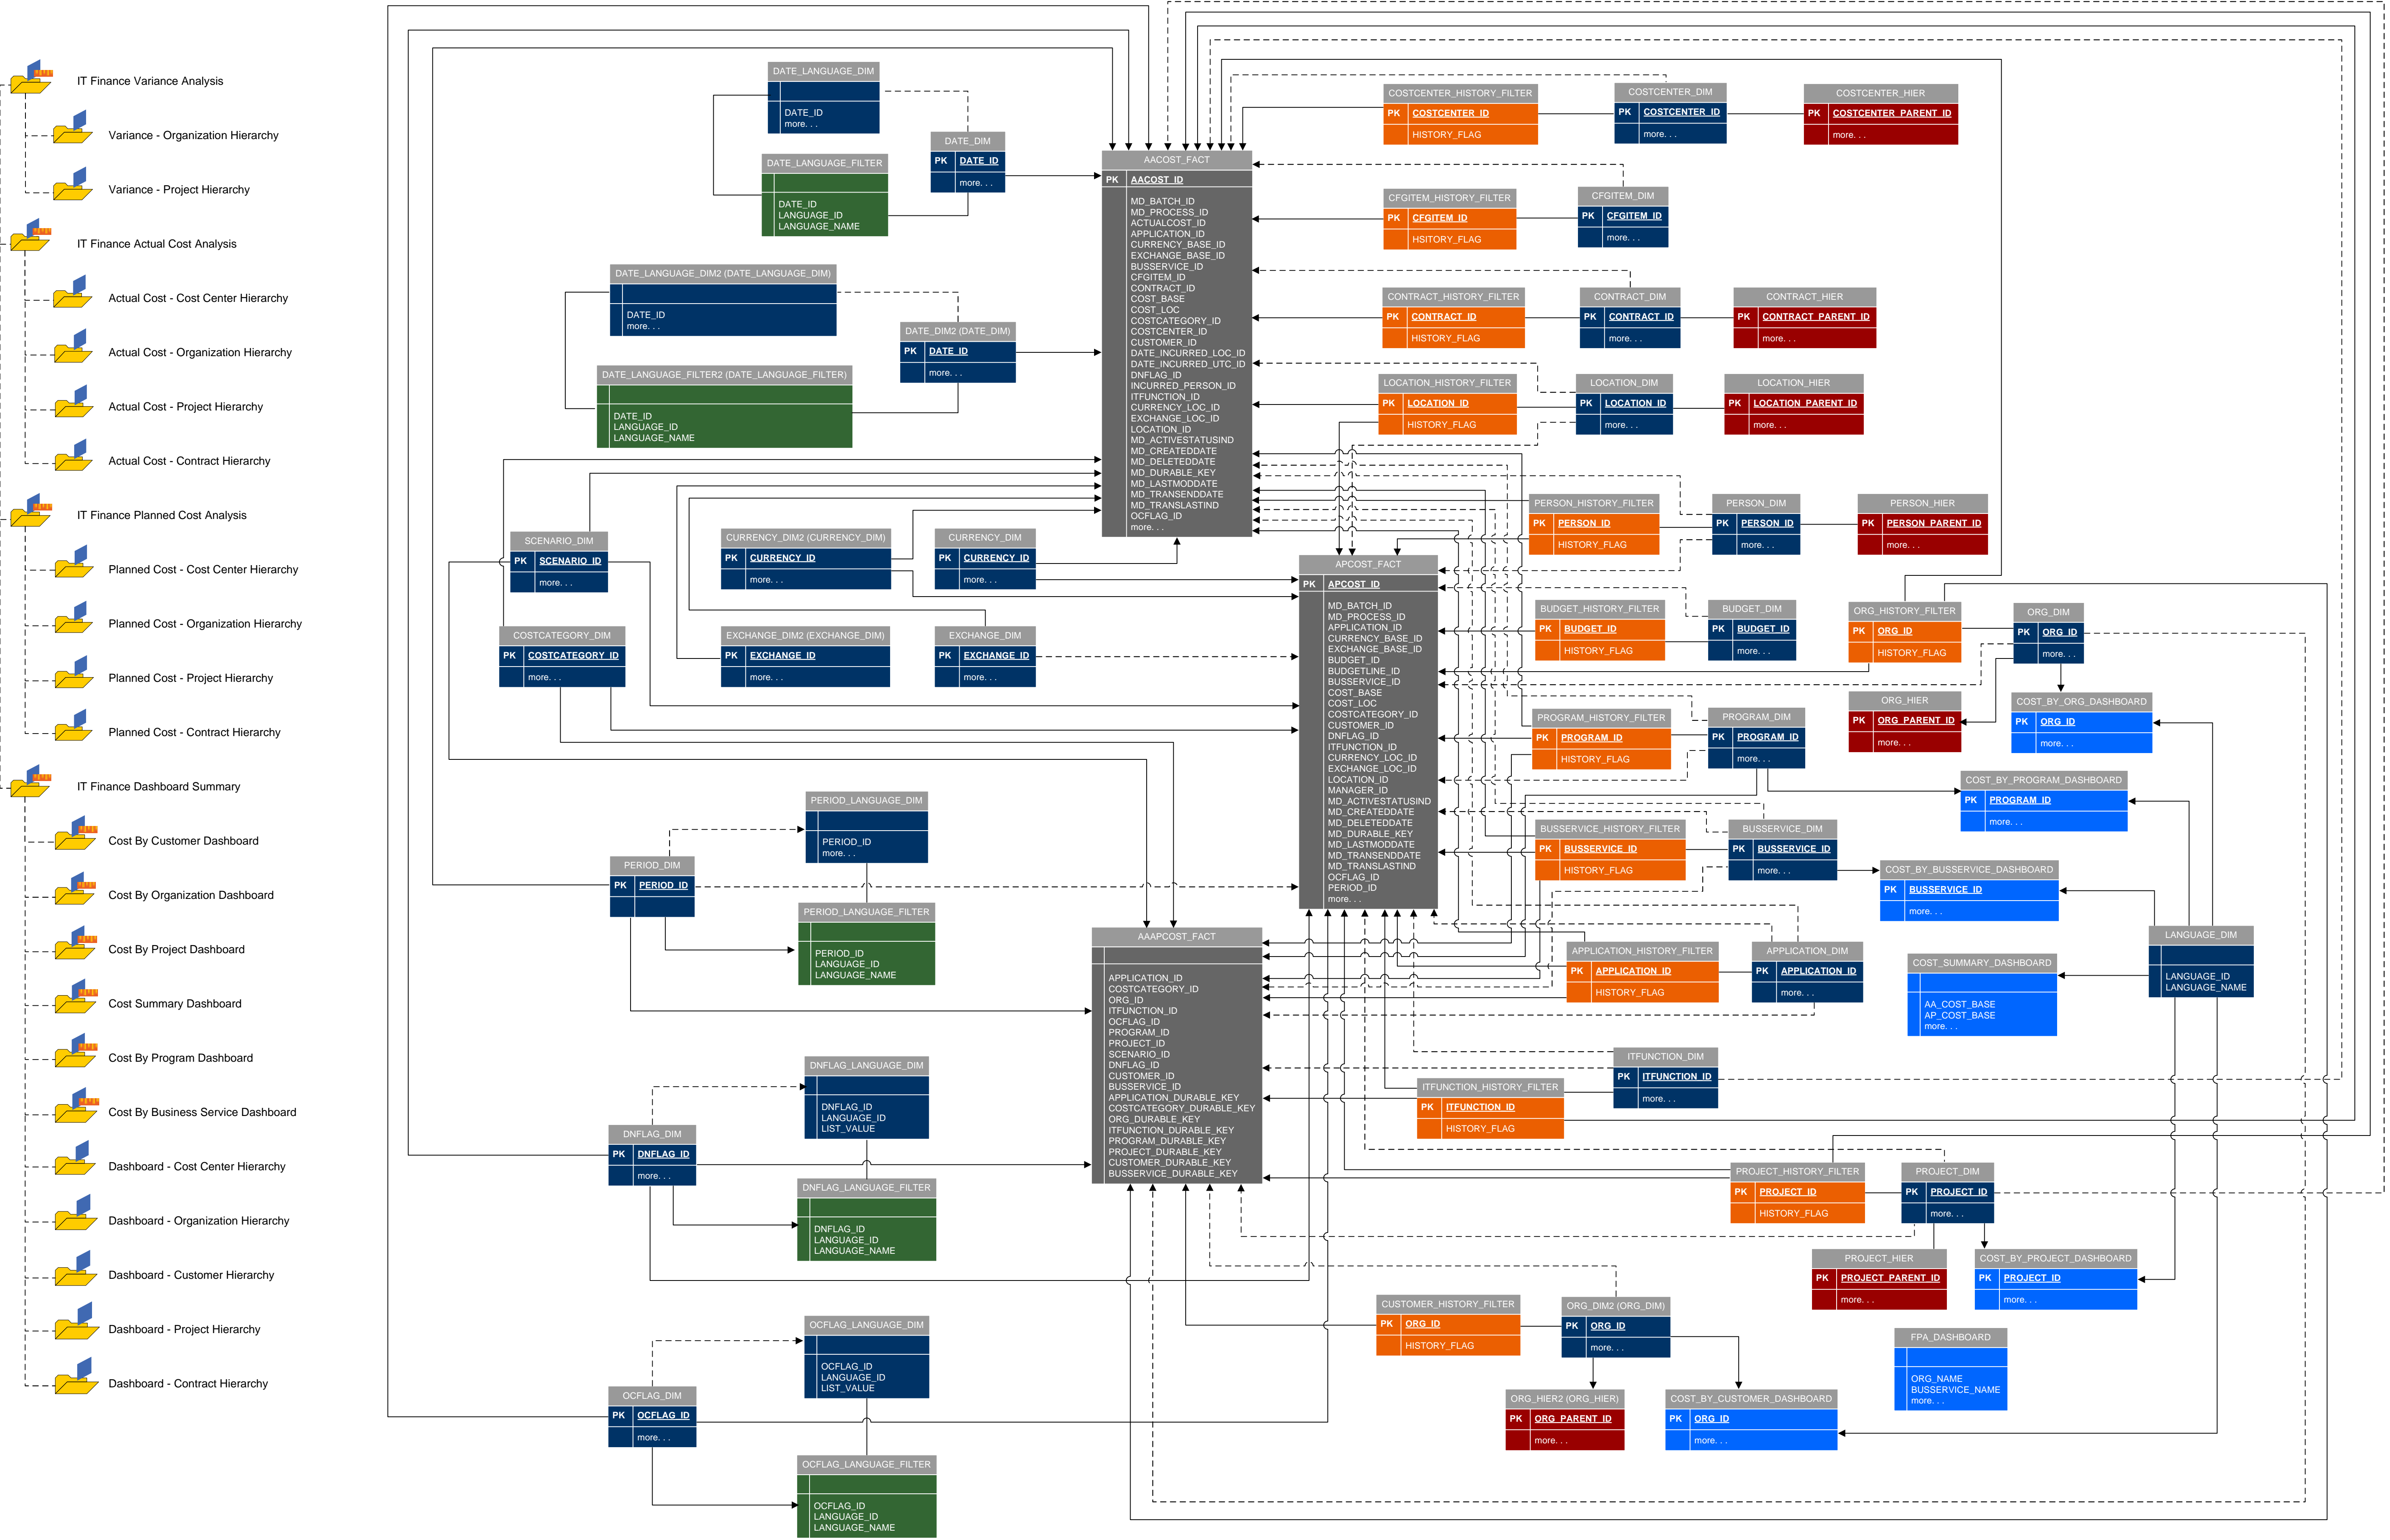 IT Finance Variance Analysis
Variance - Organization Hierarchy
Variance - Project Hierarchy
IT Finance Actual Cost Analysis
Actual Cost - Cost Center Hierarchy
Actual Cost - Organization Hierarchy
Actual Cost - Project Hierarchy
Actual Cost - Contract Hierarchy
IT Finance Planned Cost Analysis
Planned Cost - Cost Center Hierarchy
Planned Cost - Organization Hierarchy
Planned Cost - Project Hierarchy
Planned Cost - Contract Hierarchy
IT Finance Dashboard Summary
Cost By Customer Dashboard
Cost By Organization Dashboard
Cost By Project Dashboard
Cost Summary Dashboard
Cost By Program Dashboard
Cost By Business Service Dashboard
Dashboard - Cost Center Hierarchy
Dashboard - Organization Hierarchy
Dashboard - Customer Hierarchy
Dashboard - Project Hierarchy
Dashboard - Contract Hierarchy
DATE_LANGUAGE_DIM
DATE_ID
more. . .
DATE_DIM
PK DATE_ID
more. . .
DATE_LANGUAGE_FILTER
DATE_ID
LANGUAGE_ID
LANGUAGE_NAME
DATE_LANGUAGE_DIM2 (DATE_LANGUAGE_DIM)
DATE_ID
more. . .
DATE_DIM2 (DATE_DIM)
PK DATE_ID
more. . .
DATE_LANGUAGE_FILTER2 (DATE_LANGUAGE_FILTER)
DATE_ID
LANGUAGE_ID
LANGUAGE_NAME
SCENARIO_DIM
PK SCENARIO_ID
more. . .
CURRENCY_DIM2 (CURRENCY_DIM)
PK CURRENCY_ID
more. . .
CURRENCY_DIM
PK CURRENCY_ID
more. . .
COSTCATEGORY_DIM
PK COSTCATEGORY_ID
more. . .
EXCHANGE_DIM2 (EXCHANGE_DIM)
PK EXCHANGE_ID
more. . .
EXCHANGE_DIM
PK EXCHANGE_ID
more. . .
PERIOD_LANGUAGE_DIM
PERIOD_ID
more. . .
PERIOD_DIM
PK PERIOD_ID
PERIOD_LANGUAGE_FILTER
PERIOD_ID
LANGUAGE_ID
LANGUAGE_NAME
DNFLAG_LANGUAGE_DIM
DNFLAG_ID
LANGUAGE_ID
LIST_VALUE
DNFLAG_DIM
PK DNFLAG_ID
more. . .
DNFLAG_LANGUAGE_FILTER
DNFLAG_ID
LANGUAGE_ID
LANGUAGE_NAME
OCFLAG_LANGUAGE_DIM
OCFLAG_ID
LANGUAGE_ID
LIST_VALUE
OCFLAG_DIM
PK OCFLAG_ID
more. . .
OCFLAG_LANGUAGE_FILTER
OCFLAG_ID
LANGUAGE_ID
LANGUAGE_NAME
AACOST_FACT
PK AACOST_ID
MD_BATCH_ID
MD_PROCESS_ID
ACTUALCOST_ID
APPLICATION_ID
CURRENCY_BASE_ID
EXCHANGE_BASE_ID
BUSSERVICE_ID
CFGITEM_ID
CONTRACT_ID
COST_BASE
COST_LOC
COSTCATEGORY_ID
COSTCENTER_ID
CUSTOMER_ID
DATE_INCURRED_LOC_ID
DATE_INCURRED_UTC_ID
DNFLAG_ID
INCURRED_PERSON_ID
ITFUNCTION_ID
CURRENCY_LOC_ID
EXCHANGE_LOC_ID
LOCATION_ID
MD_ACTIVESTATUSIND
MD_CREATEDDATE
MD_DELETEDDATE
MD_DURABLE_KEY
MD_LASTMODDATE
MD_TRANSENDDATE
MD_TRANSLASTIND
OCFLAG_ID
more. . .
APCOST_FACT
PK APCOST_ID
MD_BATCH_ID
MD_PROCESS_ID
APPLICATION_ID
CURRENCY_BASE_ID
EXCHANGE_BASE_ID
BUDGET_ID
BUDGETLINE_ID
BUSSERVICE_ID
COST_BASE
COST_LOC
COSTCATEGORY_ID
CUSTOMER_ID
DNFLAG_ID
ITFUNCTION_ID
CURRENCY_LOC_ID
EXCHANGE_LOC_ID
LOCATION_ID
MANAGER_ID
MD_ACTIVESTATUSIND
MD_CREATEDDATE
MD_DELETEDDATE
MD_DURABLE_KEY
MD_LASTMODDATE
MD_TRANSENDDATE
MD_TRANSLASTIND
OCFLAG_ID
PERIOD_ID
more. . .
AAAPCOST_FACT
APPLICATION_ID
COSTCATEGORY_ID
ORG_ID
ITFUNCTION_ID
OCFLAG_ID
PROGRAM_ID
PROJECT_ID
SCENARIO_ID
DNFLAG_ID
CUSTOMER_ID
BUSSERVICE_ID
APPLICATION_DURABLE_KEY
COSTCATEGORY_DURABLE_KEY
ORG_DURABLE_KEY
ITFUNCTION_DURABLE_KEY
PROGRAM_DURABLE_KEY
PROJECT_DURABLE_KEY
CUSTOMER_DURABLE_KEY
BUSSERVICE_DURABLE_KEY
COSTCENTER_HISTORY_FILTER
PK COSTCENTER_ID
HISTORY_FLAG
COSTCENTER_DIM
PK COSTCENTER_ID
more. . .
COSTCENTER_HIER
PK COSTCENTER_PARENT_ID
more. . .
CFGITEM_HISTORY_FILTER
PK CFGITEM_ID
HSITORY_FLAG
CFGITEM_DIM
PK CFGITEM_ID
more. . .
CONTRACT_HISTORY_FILTER
PK CONTRACT_ID
HISTORY_FLAG
CONTRACT_DIM
PK CONTRACT_ID
more. . .
CONTRACT_HIER
PK CONTRACT_PARENT_ID
more. . .
LOCATION_HISTORY_FILTER
PK LOCATION_ID
HISTORY_FLAG
LOCATION_DIM
PK LOCATION_ID
more. . .
LOCATION_HIER
PK LOCATION_PARENT_ID
more. . .
PERSON_HISTORY_FILTER
PK PERSON_ID
HISTORY_FLAG
PERSON_DIM
PK PERSON_ID
more. . .
PERSON_HIER
PK PERSON_PARENT_ID
more. . .
BUDGET_HISTORY_FILTER
PK BUDGET_ID
HISTORY_FLAG
BUDGET_DIM
PK BUDGET_ID
more. . .
ORG_HISTORY_FILTER
PK ORG_ID
HISTORY_FLAG
ORG_DIM
PK ORG_ID
more. . .
ORG_HIER
PK ORG_PARENT_ID
more. . .
COST_BY_ORG_DASHBOARD
PK ORG_ID
more. . .
PROGRAM_HISTORY_FILTER
PK PROGRAM_ID
HISTORY_FLAG
PROGRAM_DIM
PK PROGRAM_ID
more. . .
COST_BY_PROGRAM_DASHBOARD
PK PROGRAM_ID
more. . .
BUSSERVICE_HISTORY_FILTER
PK BUSSERVICE_ID
HISTORY_FLAG
BUSSERVICE_DIM
PK BUSSERVICE_ID
more. . .
COST_BY_BUSSERVICE_DASHBOARD
PK BUSSERVICE_ID
more. . .
APPLICATION_HISTORY_FILTER
PK APPLICATION_ID
HISTORY_FLAG
APPLICATION_DIM
PK APPLICATION_ID
more. . .
COST_SUMMARY_DASHBOARD
AA_COST_BASE
AP_COST_BASE
more. . .
LANGUAGE_DIM
LANGUAGE_ID
LANGUAGE_NAME
ITFUNCTION_DIM
PK ITFUNCTION_ID
more. . .
ITFUNCTION_HISTORY_FILTER
PK ITFUNCTION_ID
HISTORY_FLAG
PROJECT_HISTORY_FILTER
PK PROJECT_ID
HISTORY_FLAG
PROJECT_DIM
PK PROJECT_ID
more. . .
PROJECT_HIER
PK PROJECT_PARENT_ID
more. . .
COST_BY_PROJECT_DASHBOARD
PK PROJECT_ID
more. . .
CUSTOMER_HISTORY_FILTER
PK ORG_ID
HISTORY_FLAG
ORG_DIM2 (ORG_DIM)
PK ORG_ID
more. . .
FPA_DASHBOARD
ORG_NAME
BUSSERVICE_NAME
more. . .
ORG_HIER2 (ORG_HIER)
PK ORG_PARENT_ID
more. . .
COST_BY_CUSTOMER_DASHBOARD
PK ORG_ID
more. . .